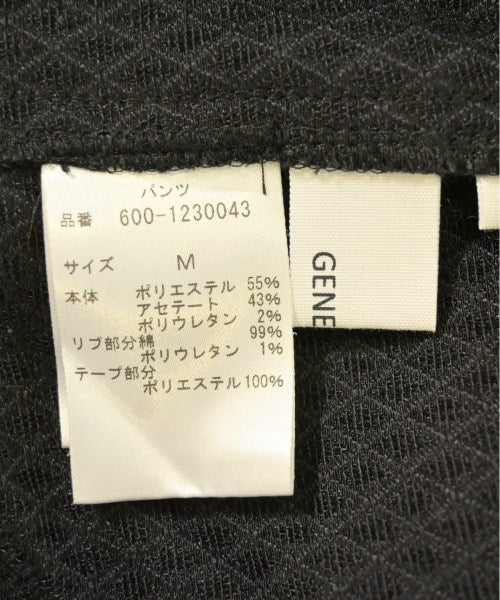 パンツ
品番 600-1230043
サイズ M
本体 ポリエステル 55%
アセテート 43%
ポリウレタン 2%
リブ部分綿 99%
ポリウレタン 1%
テープ部分
ポリエステル100%
GENE